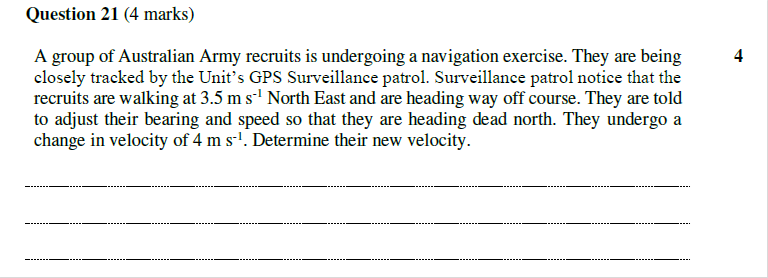 Question 21 (4 marks)
A group of Australian Army recruits is undergoing a navigation exercise. They are being 4
closely tracked by the Unit's GPS Surveillance patrol. Surveillance patrol notice that the
recruits are walking at 3.5 m s⁻¹ North East and are heading way off course. They are told
to adjust their bearing and speed so that they are heading dead north. They undergo a
change in velocity of 4 m s⁻¹. Determine their new velocity.